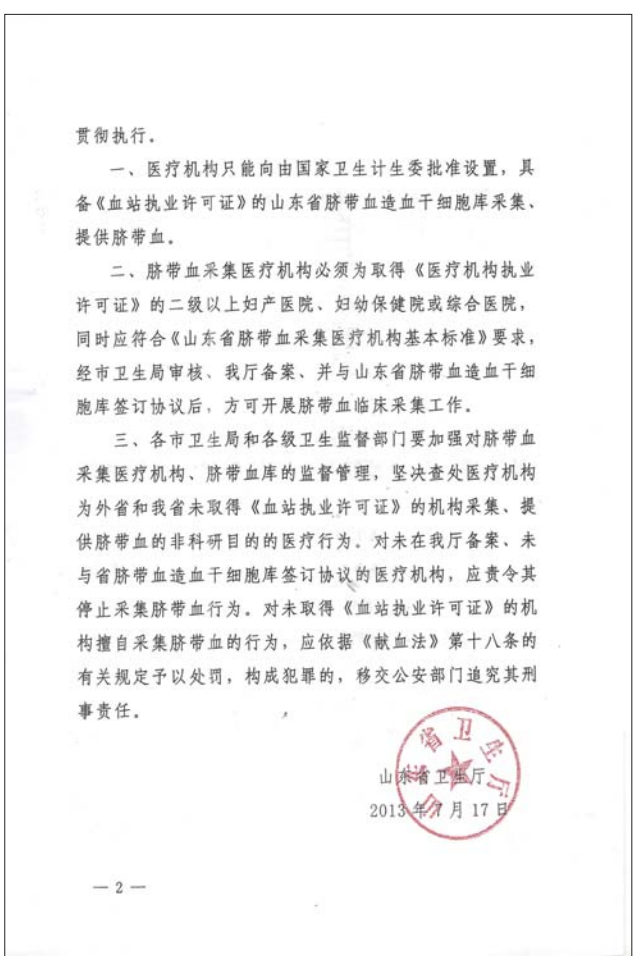 贯彻执行。
一、医疗机构只能向由国家卫生计生委批准设置，具
备《血站执业许可证》的山东省脐带血造血干细胞库采集、
提供脐带血。
二、脐带血采集医疗机构必须为取得《医疗机构执业
许可证》的二级以上妇产医院、妇幼保健院或综合医院，
同时应符合《山东省脐带血采集医疗机构基本标准》要求，
经市卫生局审核、我厅备案、并与山东省脐带血造血干细
胞库签订协议后，方可开展脐带血临床采集工作。
三、各市卫生局和各级卫生监督部门要加强对脐带血
采集医疗机构、脐带血库的监督管理，坚决查处医疗机构
为外省和我省未取得《血站执业许可证》的机构采集、提
供脐带血的非科研目的的医疗行为。对未在我厅备案、未
与省脐带血造血干细胞库签订协议的医疗机构，应责令其
停止采集脐带血行为。对未取得《血站执业许可证》的机
构擅自采集脐带血的行为，应依据《献血法》第十八条的
有关规定予以处罚，构成犯罪的，移交公安部门追究其刑
事责任。
山东省卫生厅
山东省卫生厅
2013年7月17日
— 2 —